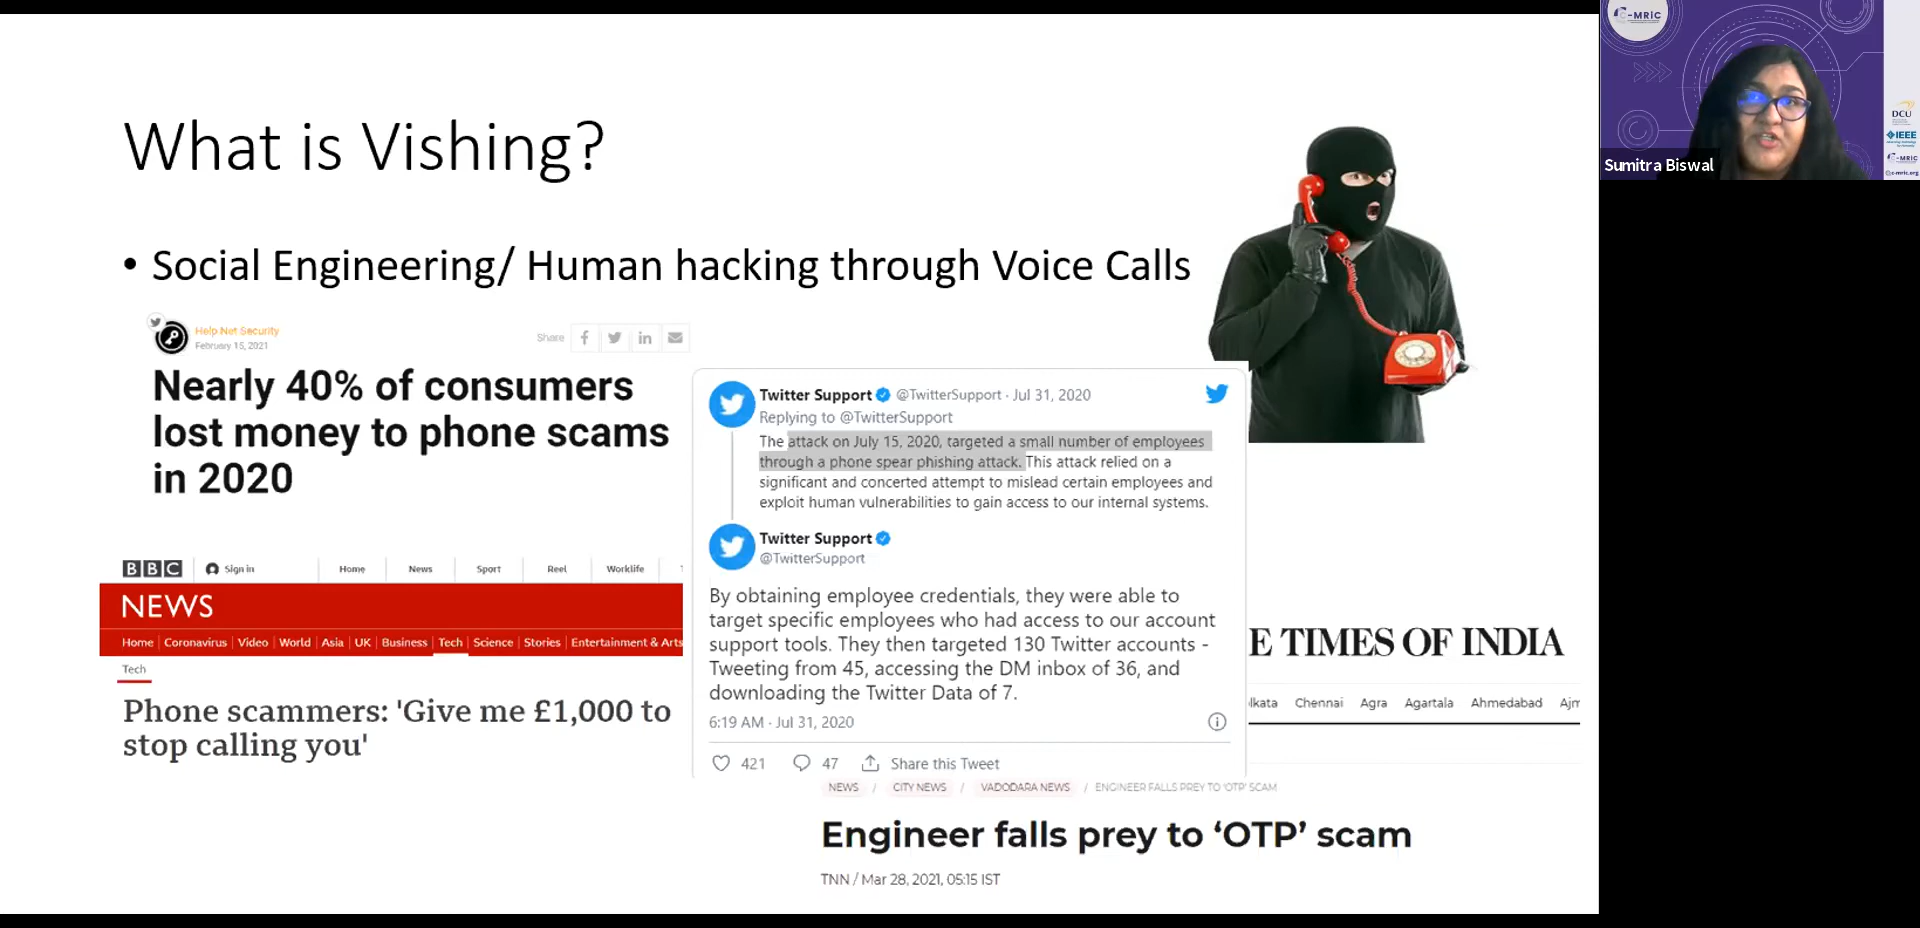 What is Vishing?
• Social Engineering/ Human hacking through Voice Calls
Help Net Security
February 15, 2021
Share
Nearly 40% of consumers
lost money to phone scams
in 2020
BBC Sign in Home News Sport Reel Worklife
NEWS
Home Coronavirus Video World Asia UK Business Tech Science Stories Entertainment & Arts
Tech
Phone scammers: 'Give me £1,000 to
stop calling you'
Twitter Support @TwitterSupport · Jul 31, 2020
Replying to @TwitterSupport
The attack on July 15, 2020, targeted a small number of employees
through a phone spear phishing attack. This attack relied on a
significant and concerted attempt to mislead certain employees and
exploit human vulnerabilities to gain access to our internal systems.
Twitter Support
@TwitterSupport
By obtaining employee credentials, they were able to
target specific employees who had access to our account
support tools. They then targeted 130 Twitter accounts -
Tweeting from 45, accessing the DM inbox of 36, and
downloading the Twitter Data of 7.
6:19 AM · Jul 31, 2020
421 47 Share this Tweet
E TIMES OF INDIA
lkata Chennai Agra Agartala Ahmedabad Ajm
NEWS / CITY NEWS / VADODARA NEWS / ENGINEER FALLS PREY TO 'OTP' SCAM
Engineer falls prey to ‘OTP’ scam
TNN / Mar 28, 2021, 05:15 IST
C-MRIC
DCU
IEEE
C-MRIC
c-mric.org
Sumitra Biswal